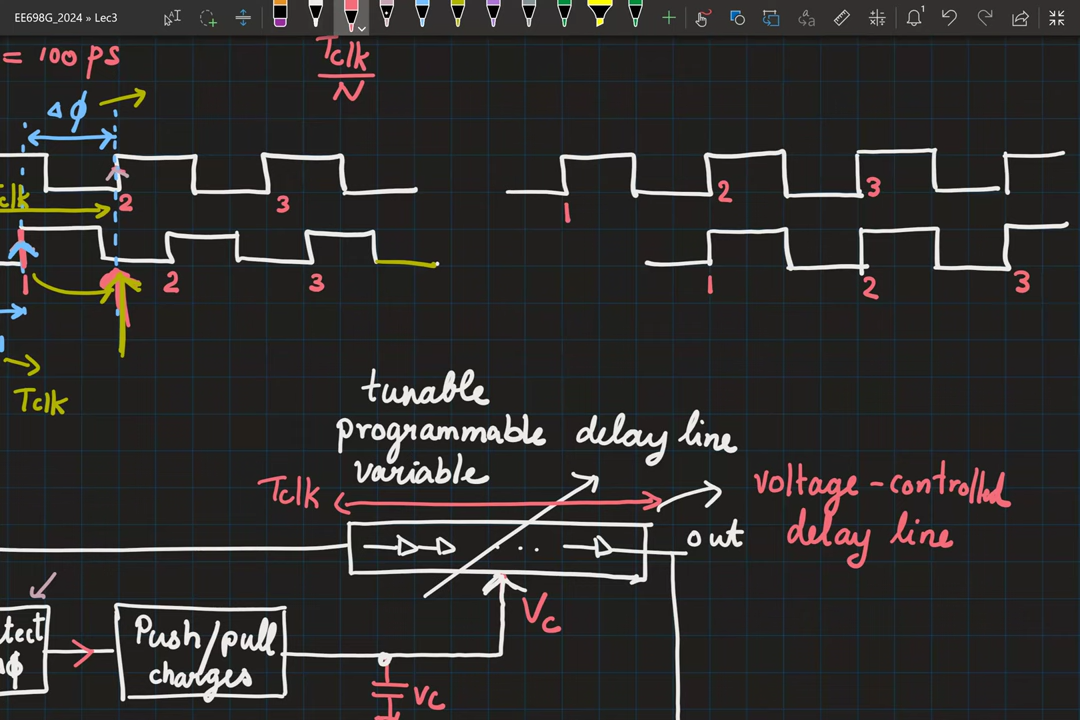 EE698G_2024 » Lec3
= 100 ps
Tclk
N
Δϕ
clk
2
3
1
2
3
1
2
3
1
2
3
Tclk
tunable
programmable delay line
variable
Tclk
voltage-controlled
delay line
out
Vc
tect
ϕ
Push/pull
charges
Vc